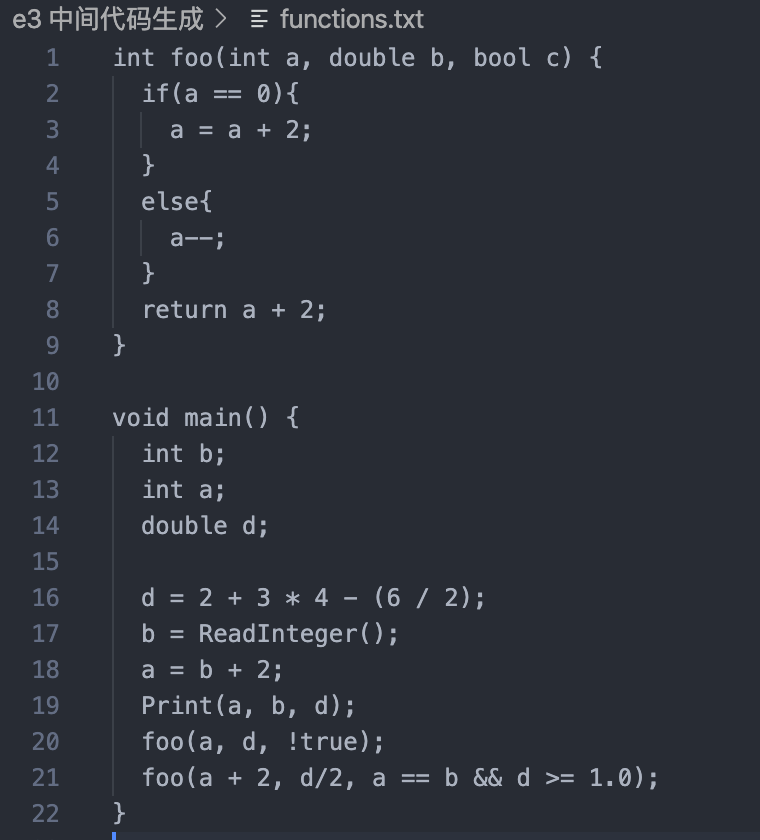 e3 中间代码生成 > functions.txt
1 int foo(int a, double b, bool c) {
2 if(a == 0){
3 a = a + 2;
4 }
5 else{
6 a--;
7 }
8 return a + 2;
9 }
10
11 void main() {
12 int b;
13 int a;
14 double d;
15
16 d = 2 + 3 * 4 - (6 / 2);
17 b = ReadInteger();
18 a = b + 2;
19 Print(a, b, d);
20 foo(a, d, !true);
21 foo(a + 2, d/2, a == b && d >= 1.0);
22 }